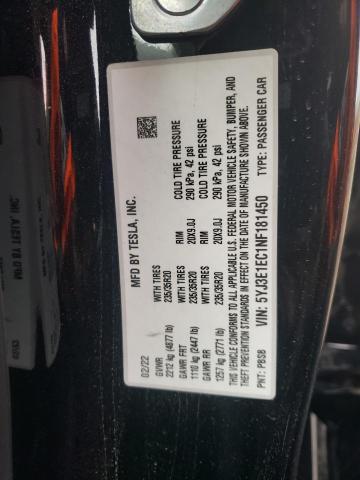 MFD BY TESLA, INC.
02/22
GVWR WITH TIRES RIM COLD TIRE PRESSURE
2212 kg (4877 lb) 235/35R20 20X9.0J 290 kPa, 42 psi
GAWR FRT WITH TIRES RIM COLD TIRE PRESSURE
1110 kg (2447 lb) 235/35R20 20X9.0J 290 kPa, 42 psi
GAWR RR WITH TIRES
1257 kg (2771 lb) 235/35R20
THIS VEHICLE CONFORMS TO ALL APPLICABLE U.S. FEDERAL MOTOR VEHICLE SAFETY, BUMPER, AND
THEFT PREVENTION STANDARDS IN EFFECT ON THE DATE OF MANUFACTURE SHOWN ABOVE.
VIN: 5YJ3E1EC1NF181450
PNT: PBSB TYPE: PASSENGER CAR